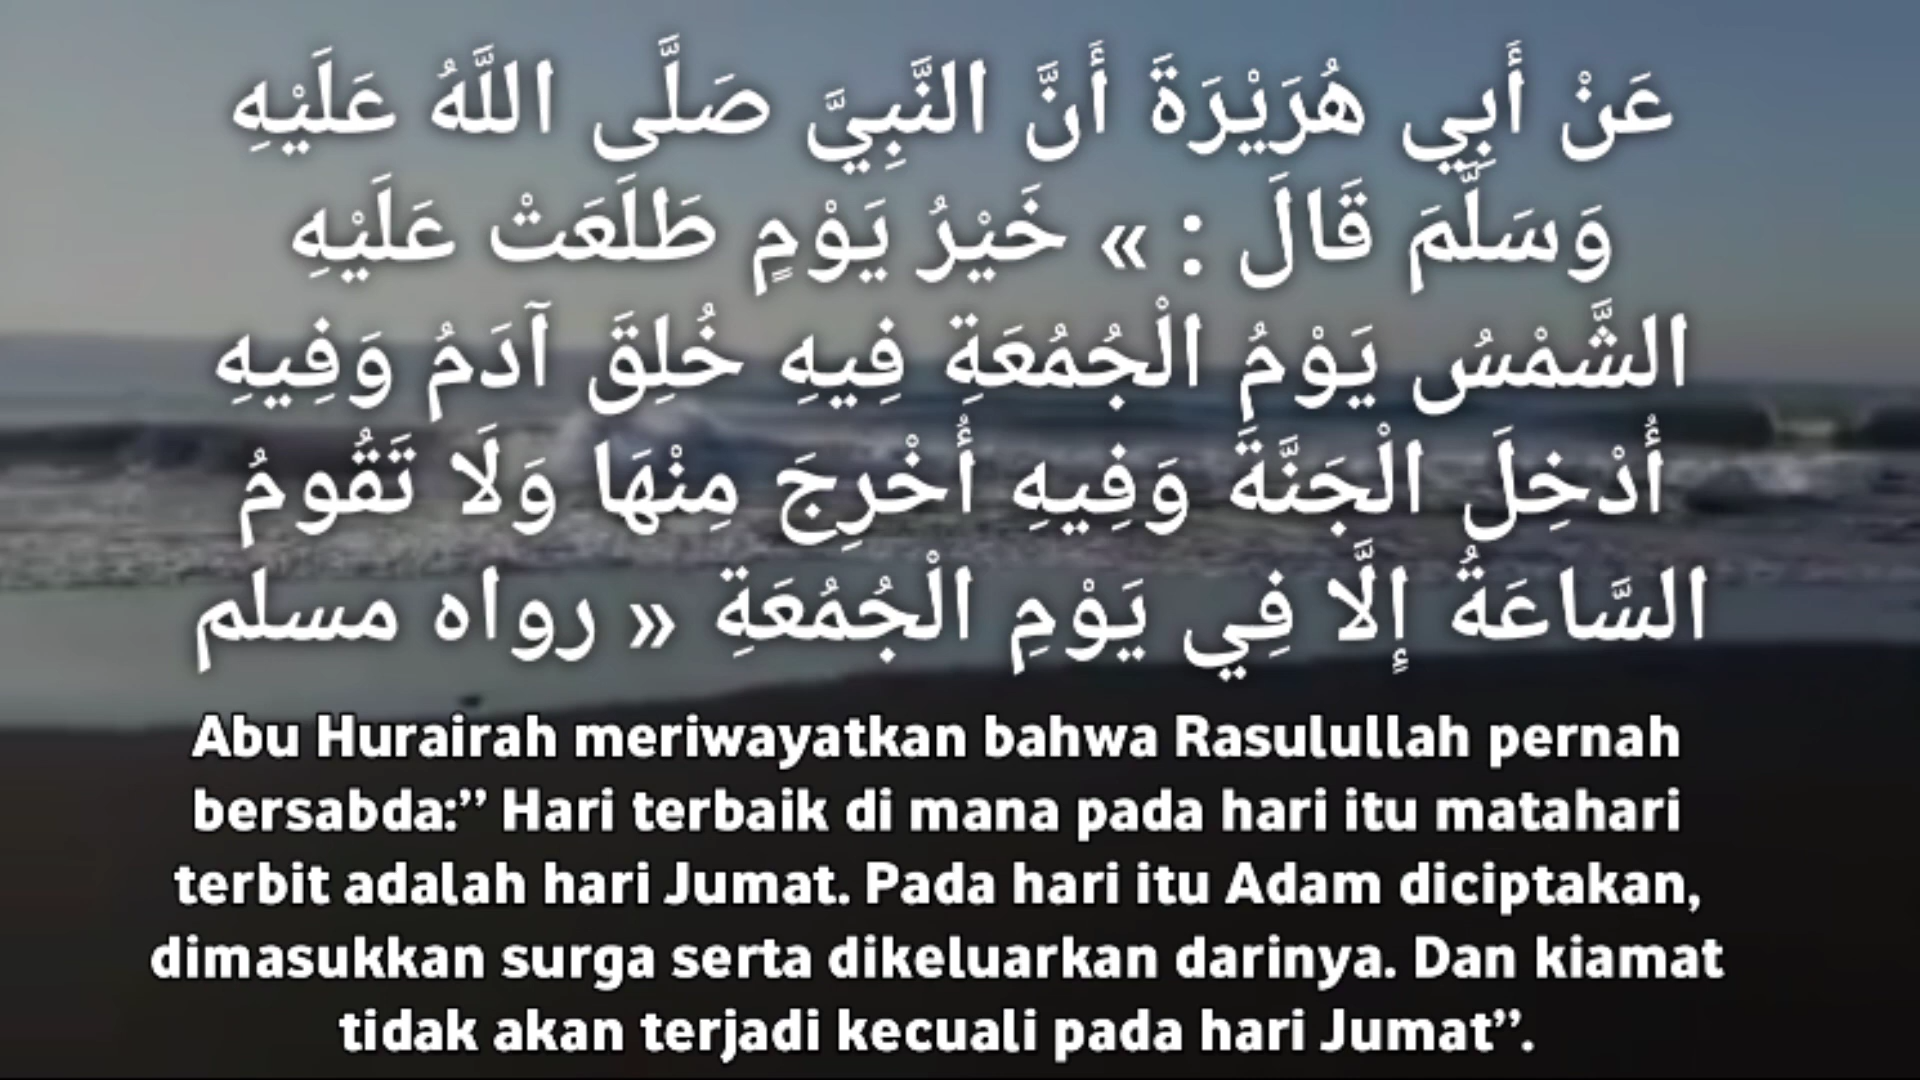 عَنْ أَبِي هُرَيْرَةَ أَنَّ النَّبِيَّ صَلَّى اللَّهُ عَلَيْهِ
وَسَلَّمَ قَالَ : » خَيْرُ يَوْمٍ طَلَعَتْ عَلَيْهِ
الشَّمْسُ يَوْمُ الْجُمُعَةِ فِيهِ خُلِقَ آدَمُ وَفِيهِ
أُدْخِلَ الْجَنَّةَ وَفِيهِ أُخْرِجَ مِنْهَا وَلَا تَقُومُ
السَّاعَةُ إِلَّا فِي يَوْمِ الْجُمُعَةِ « رواه مسلم
Abu Hurairah meriwayatkan bahwa Rasulullah pernah
bersabda:” Hari terbaik di mana pada hari itu matahari
terbit adalah hari Jumat. Pada hari itu Adam diciptakan,
dimasukkan surga serta dikeluarkan darinya. Dan kiamat
tidak akan terjadi kecuali pada hari Jumat”.